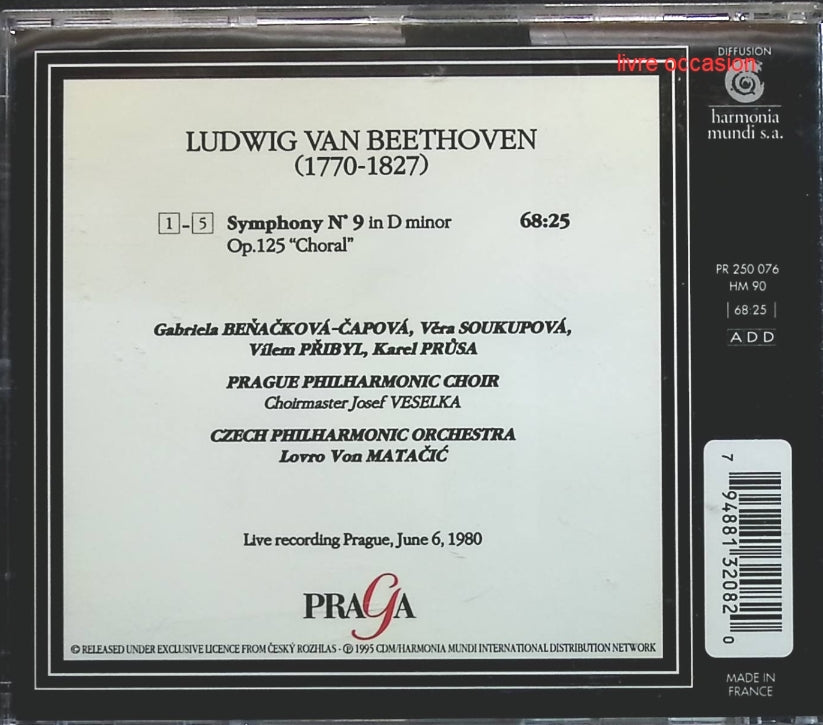 livre occasion
LUDWIG VAN BEETHOVEN
(1770-1827)
1 - 5 Symphony N° 9 in D minor 68:25
Op.125 “Choral”
Gabriela BEŇAČKOVÁ-ČAPOVÁ, Věra SOUKUPOVÁ,
Vílem PŘIBYL, Karel PRŮSA
PRAGUE PHILHARMONIC CHOIR
Choirmaster Josef VESELKA
CZECH PHILHARMONIC ORCHESTRA
Lovro Von MATAČIĆ
Live recording Prague, June 6, 1980
PRAGA
© RELEASED UNDER EXCLUSIVE LICENCE FROM ČESKÝ ROZHLAS - ℗ 1995 CDM/HARMONIA MUNDI INTERNATIONAL DISTRIBUTION NETWORK
DIFFUSION
harmonia
mundi s.a.
PR 250 076
HM 90
68:25
ADD
7 94881 32082 0
MADE IN
FRANCE